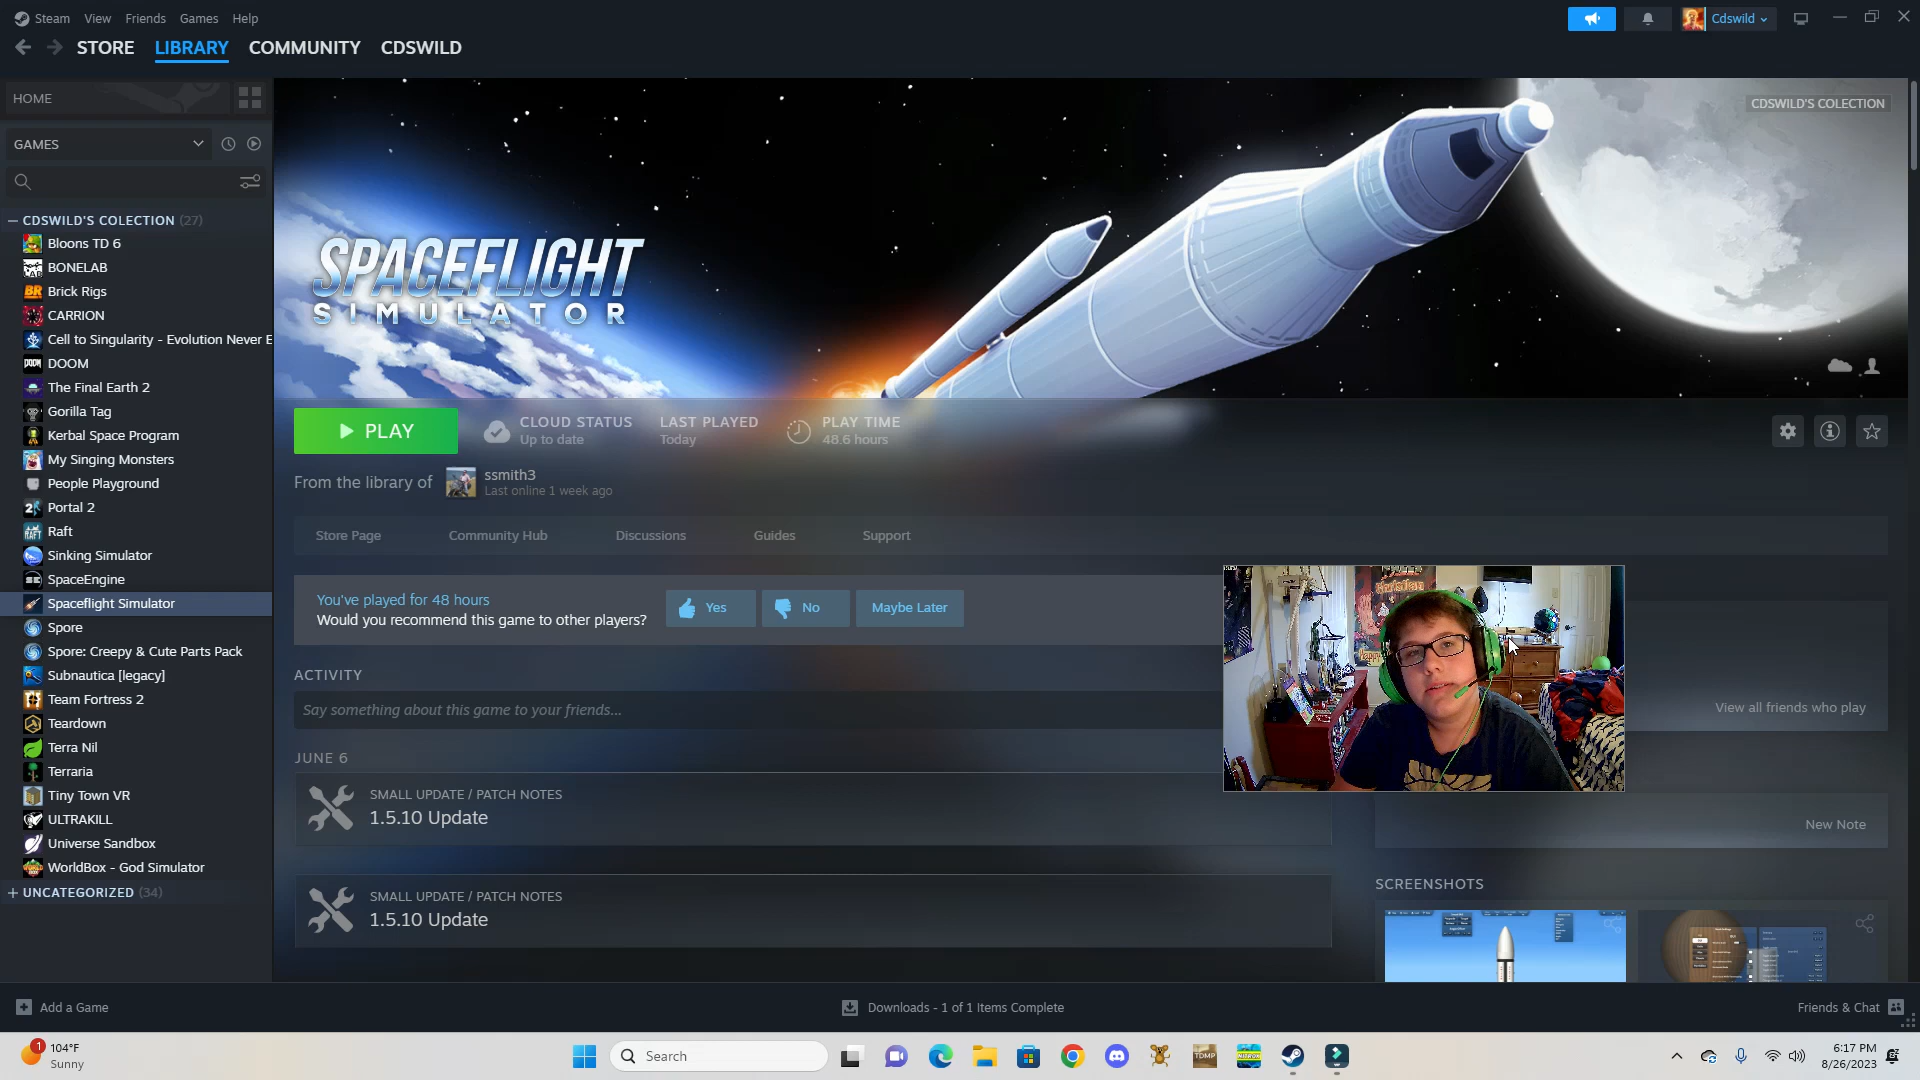 Steam View Friends Games Help
Cdswild
STORE LIBRARY COMMUNITY CDSWILD
HOME
CDSWILD'S COLECTION
GAMES
CDSWILD'S COLECTION (27)
Bloons TD 6
BONELAB
Brick Rigs
CARRION
Cell to Singularity - Evolution Never E
DOOM
The Final Earth 2
Gorilla Tag
Kerbal Space Program
My Singing Monsters
People Playground
Portal 2
Raft
Sinking Simulator
SpaceEngine
Spaceflight Simulator
Spore
Spore: Creepy & Cute Parts Pack
Subnautica [legacy]
Team Fortress 2
Teardown
Terra Nil
Terraria
Tiny Town VR
ULTRAKILL
Universe Sandbox
WorldBox - God Simulator
UNCATEGORIZED (34)
SPACEFLIGHT
SIMULATOR
PLAY
CLOUD STATUS
Up to date
LAST PLAYED
Today
PLAY TIME
48.6 hours
From the library of
ssmith3
Last online 1 week ago
Store Page Community Hub Discussions Guides Support
You've played for 48 hours
Would you recommend this game to other players?
Yes No Maybe Later
ACTIVITY
Say something about this game to your friends...
View all friends who play
JUNE 6
SMALL UPDATE / PATCH NOTES
1.5.10 Update
New Note
SMALL UPDATE / PATCH NOTES
1.5.10 Update
SCREENSHOTS
Add a Game
Downloads - 1 of 1 Items Complete
Friends & Chat
1
104°F
Sunny
Search
TDMP
6:17 PM
8/26/2023